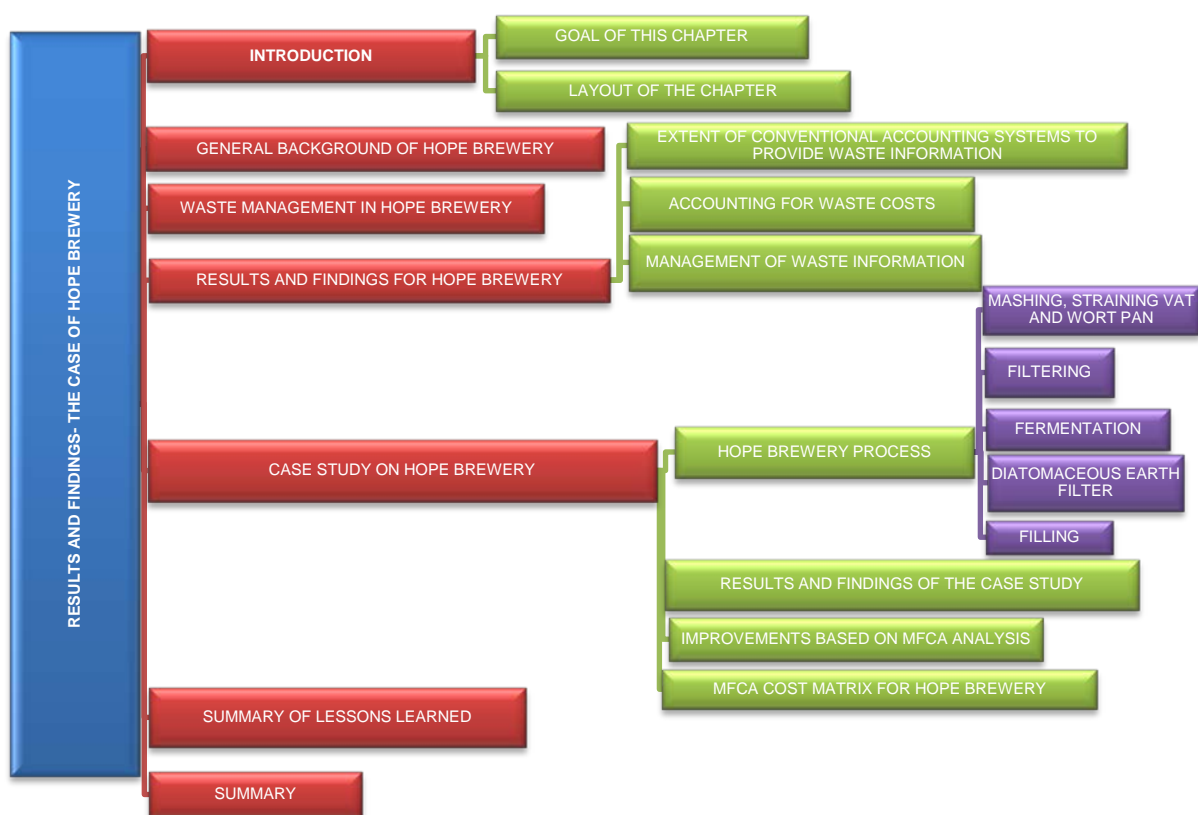 RESULTS AND FINDINGS- THE CASE OF HOPE BREWERY
INTRODUCTION
GOAL OF THIS CHAPTER
LAYOUT OF THE CHAPTER
GENERAL BACKGROUND OF HOPE BREWERY
WASTE MANAGEMENT IN HOPE BREWERY
RESULTS AND FINDINGS FOR HOPE BREWERY
EXTENT OF CONVENTIONAL ACCOUNTING SYSTEMS TO
PROVIDE WASTE INFORMATION
ACCOUNTING FOR WASTE COSTS
MANAGEMENT OF WASTE INFORMATION
CASE STUDY ON HOPE BREWERY
HOPE BREWERY PROCESS
MASHING, STRAINING VAT
AND WORT PAN
FILTERING
FERMENTATION
DIATOMACEOUS EARTH
FILTER
FILLING
RESULTS AND FINDINGS OF THE CASE STUDY
IMPROVEMENTS BASED ON MFCA ANALYSIS
MFCA COST MATRIX FOR HOPE BREWERY
SUMMARY OF LESSONS LEARNED
SUMMARY